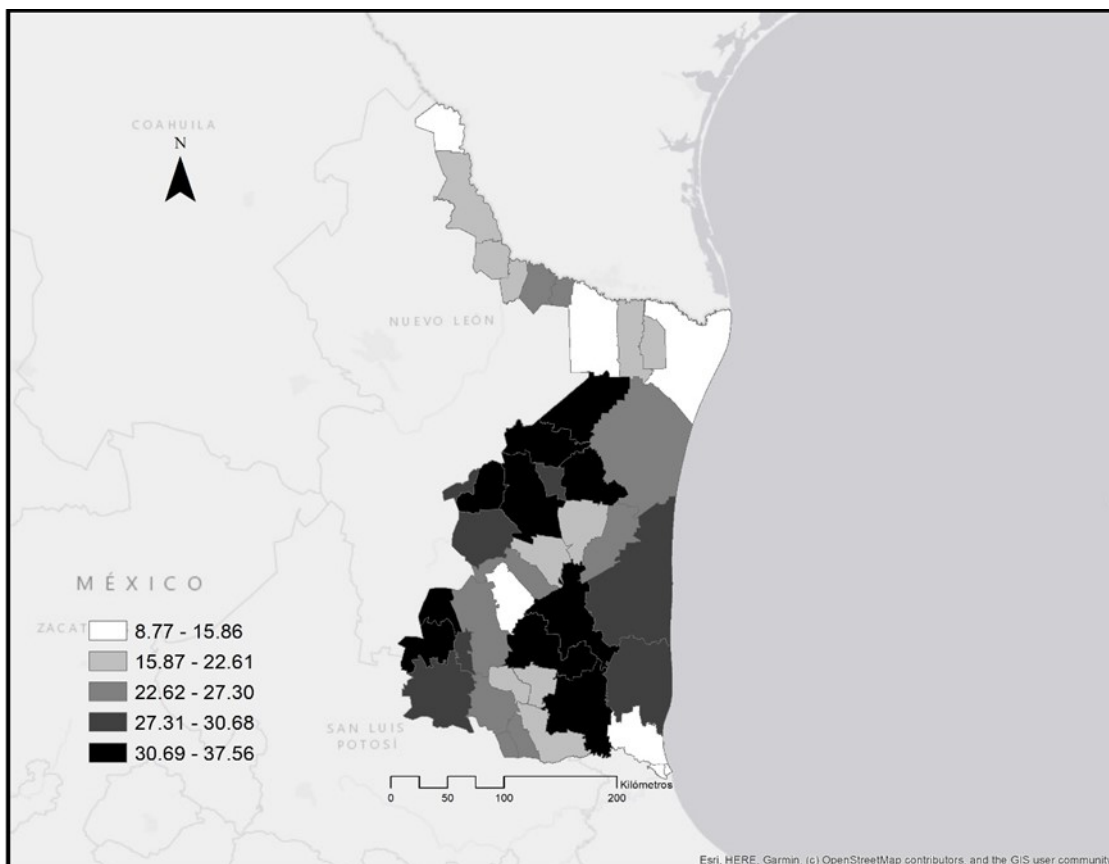 COAHUILA
N
NUEVO LEÓN
MÉXICO
ZACAT
8.77 - 15.86
15.87 - 22.61
22.62 - 27.30
27.31 - 30.68
30.69 - 37.56
SAN LUIS
POTOSÍ
Kilómetros
0 50 100 200
Esri, HERE, Garmin, (c) OpenStreetMap contributors, and the GIS user communit